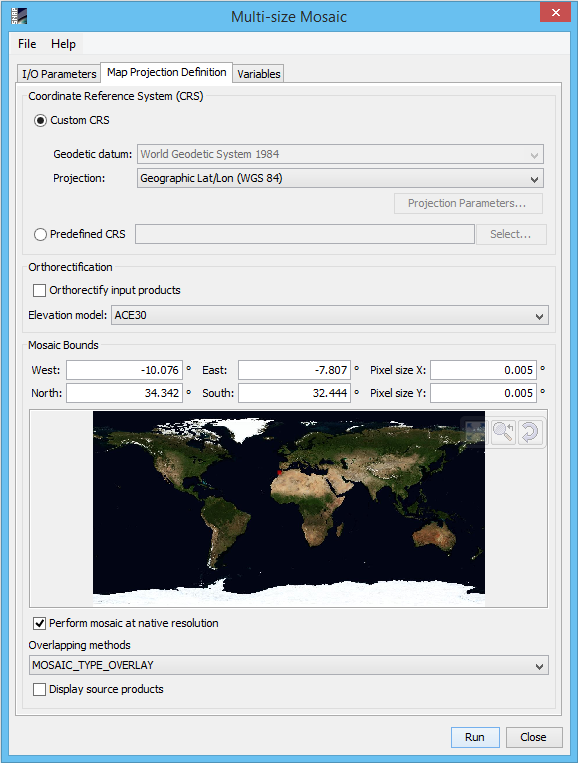 Multi-size Mosaic
File Help
I/O Parameters Map Projection Definition Variables
Coordinate Reference System (CRS)
Custom CRS
Geodetic datum: World Geodetic System 1984
Projection: Geographic Lat/Lon (WGS 84)
Projection Parameters...
Predefined CRS Select...
Orthorectification
Orthorectify input products
Elevation model: ACE30
Mosaic Bounds
West: -10.076 ° East: -7.807 ° Pixel size X: 0.005 °
North: 34.342 ° South: 32.444 ° Pixel size Y: 0.005 °
Perform mosaic at native resolution
Overlapping methods
MOSAIC_TYPE_OVERLAY
Display source products
Run Close